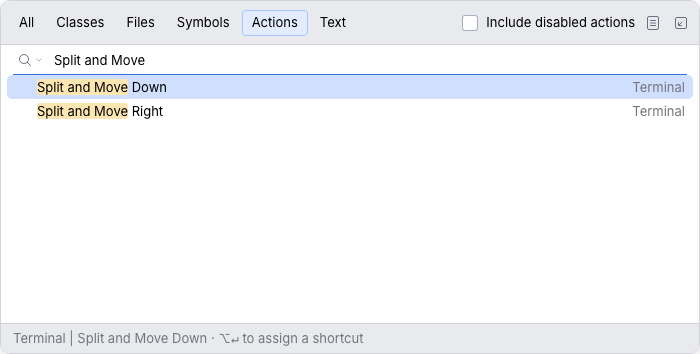 All Classes Files Symbols Actions Text Include disabled actions
Split and Move
Split and Move Down Terminal
Split and Move Right Terminal
Terminal | Split and Move Down · ⌥↵ to assign a shortcut